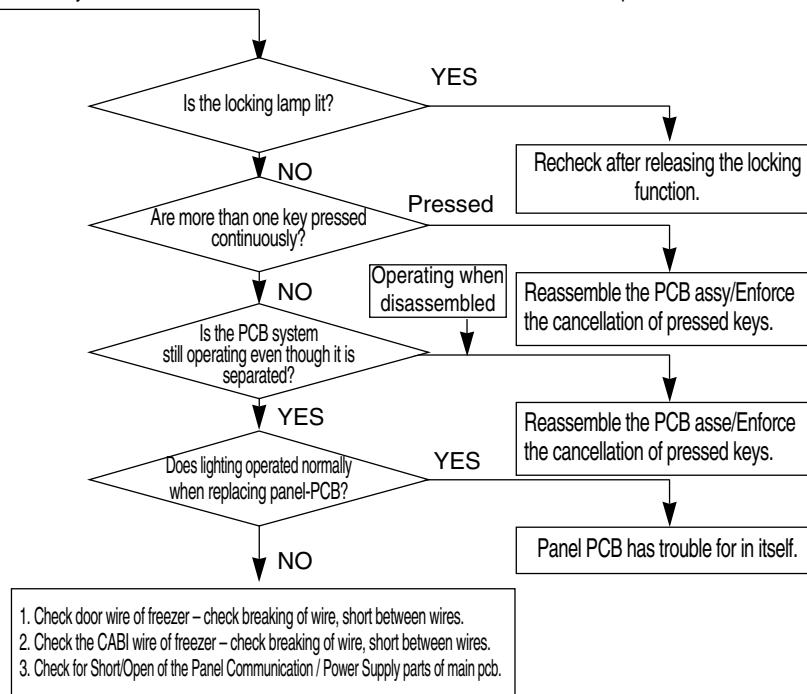 Is the locking lamp lit?
YES
Recheck after releasing the locking
function.
NO
Are more than one key pressed
continuously?
Pressed
Reassemble the PCB assy/Enforce
the cancellation of pressed keys.
NO
Operating when
disassembled
Is the PCB system
still operating even though it is
separated?
Reassemble the PCB asse/Enforce
the cancellation of pressed keys.
YES
Does lighting operated normally
when replacing panel-PCB?
YES
Panel PCB has trouble for in itself.
NO
1. Check door wire of freezer – check breaking of wire, short between wires.
2. Check the CABI wire of freezer – check breaking of wire, short between wires.
3. Check for Short/Open of the Panel Communication / Power Supply parts of main pcb.